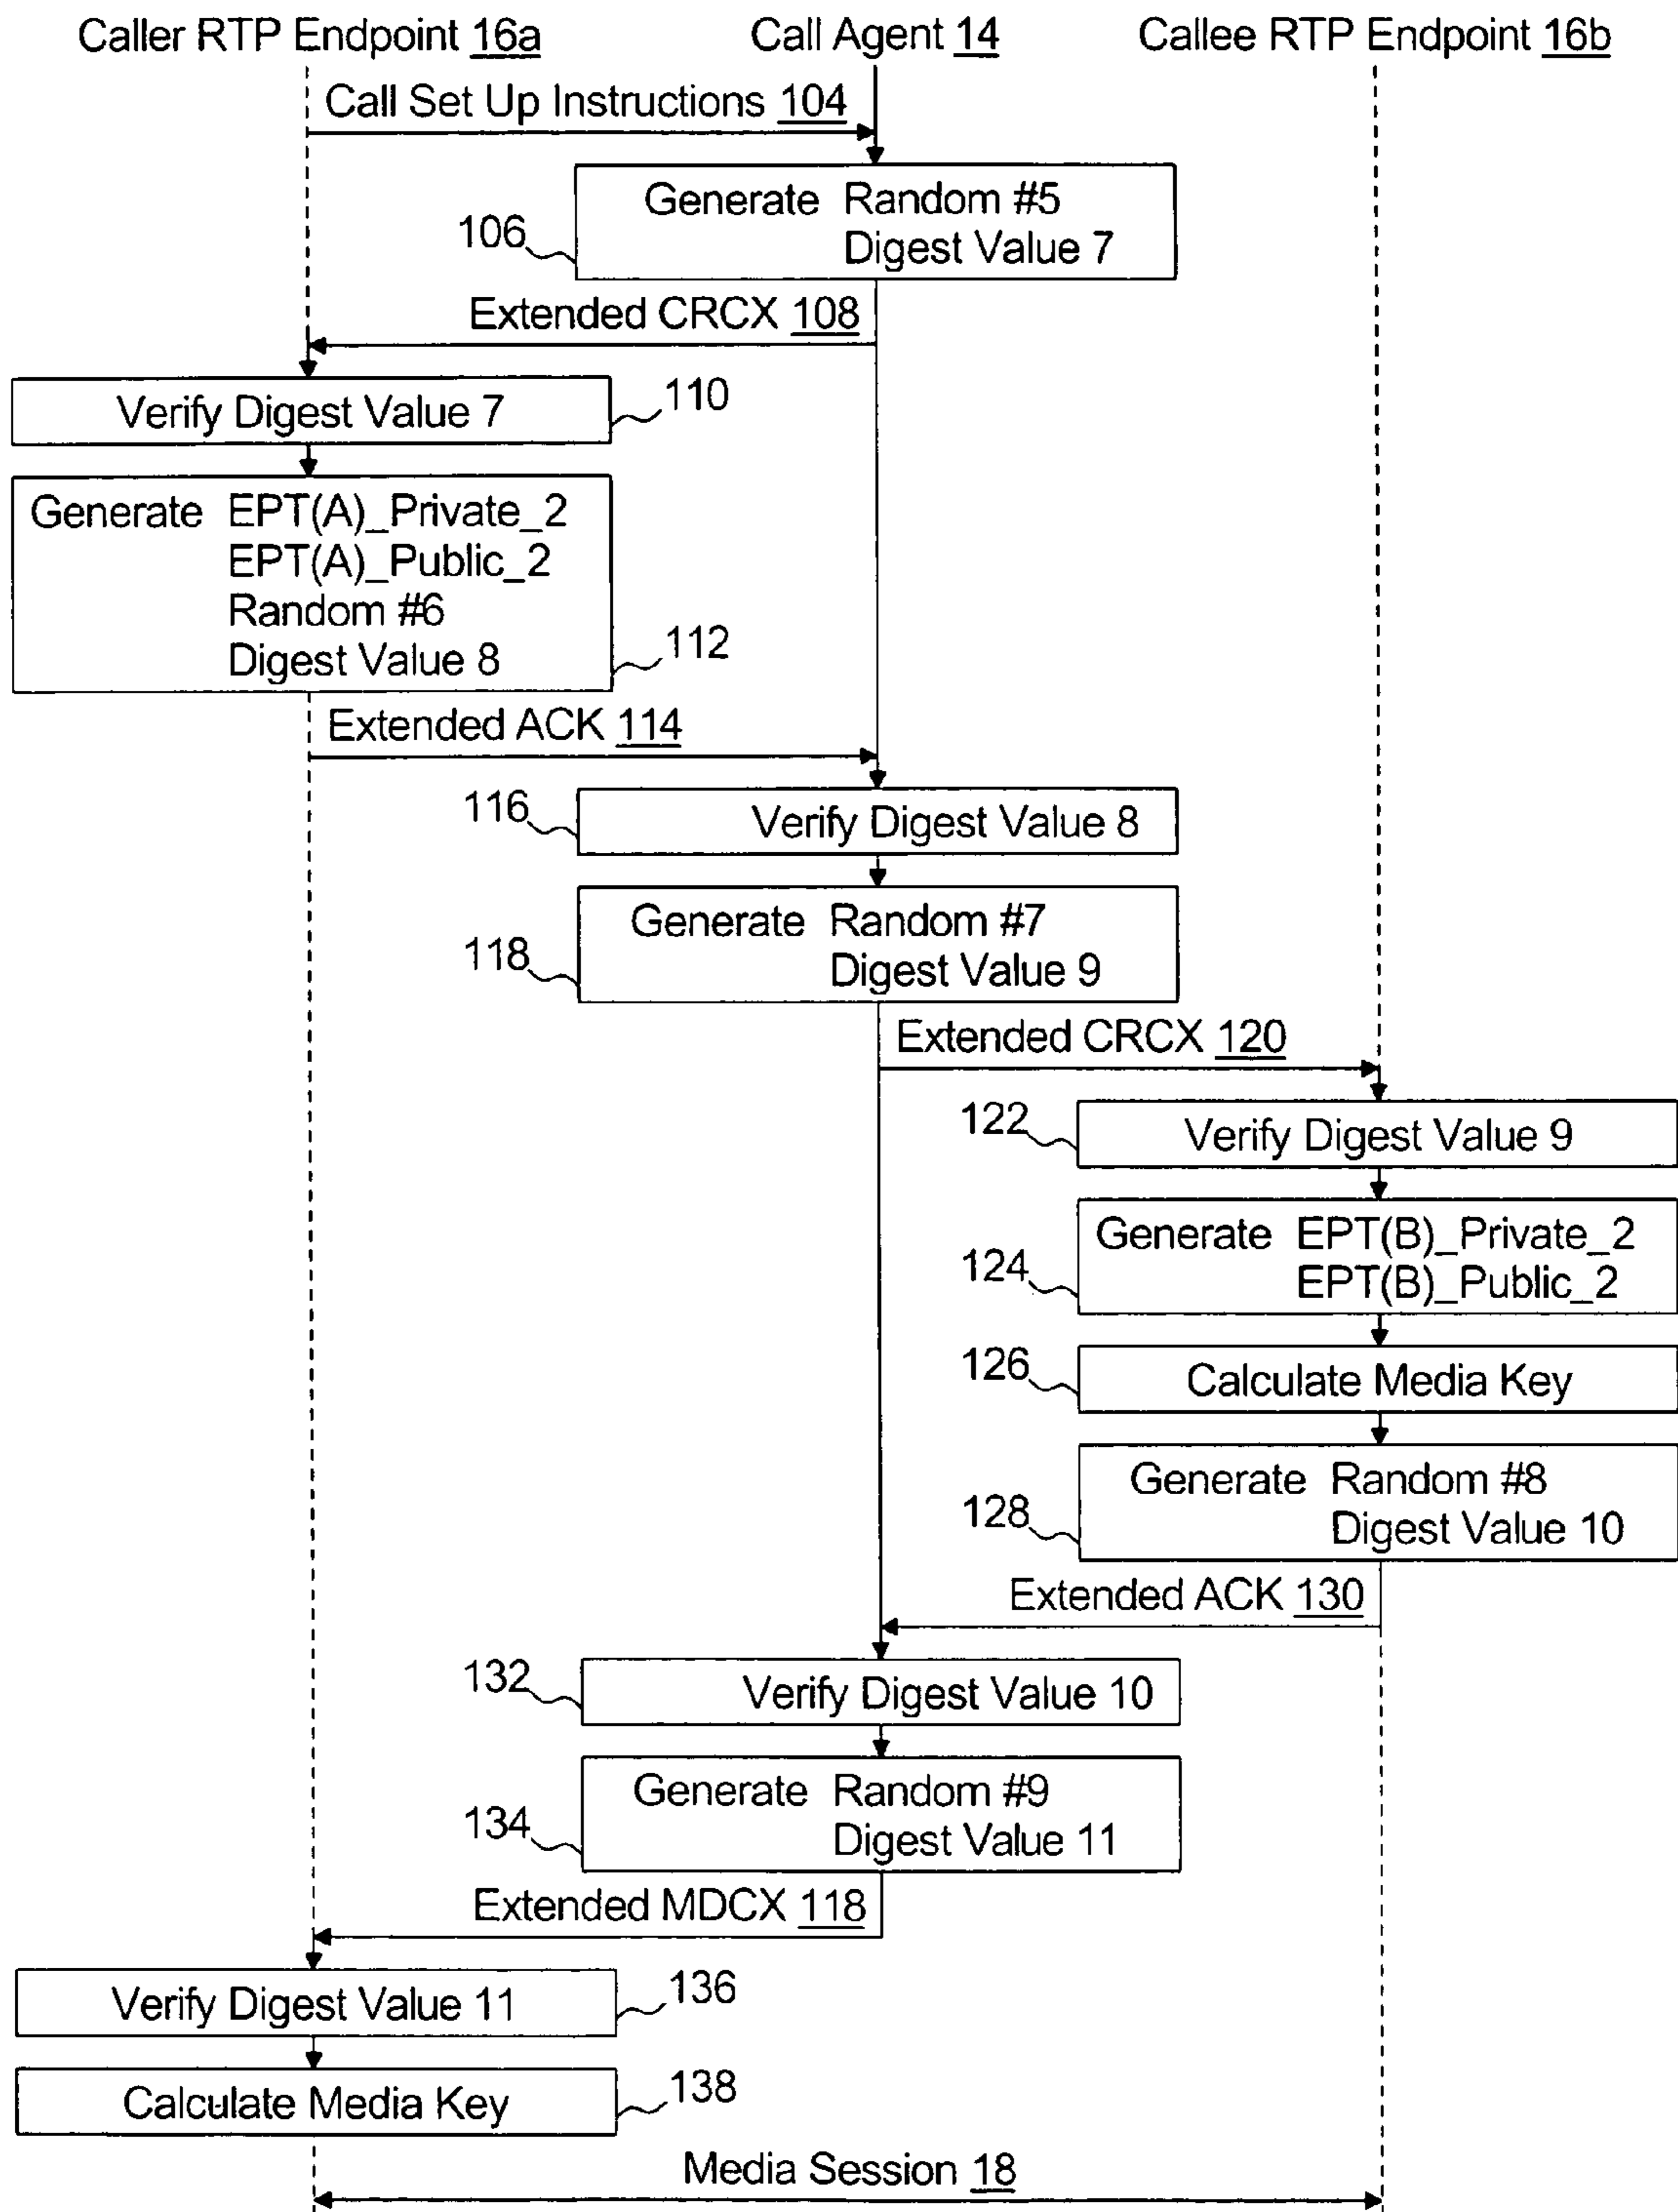 Caller RTP Endpoint 16a
Call Agent 14
Callee RTP Endpoint 16b
Call Set Up Instructions 104
Generate Random #5
Digest Value 7
106
Extended CRCX 108
Verify Digest Value 7
110
Generate EPT(A)_Private_2
EPT(A)_Public_2
Random #6
Digest Value 8
112
Extended ACK 114
116
Verify Digest Value 8
Generate Random #7
Digest Value 9
118
Extended CRCX 120
122
Verify Digest Value 9
Generate EPT(B)_Private_2
EPT(B)_Public_2
124
126
Calculate Media Key
Generate Random #8
Digest Value 10
128
Extended ACK 130
132
Verify Digest Value 10
Generate Random #9
Digest Value 11
134
Extended MDCX 118
Verify Digest Value 11
136
Calculate Media Key
138
Media Session 18